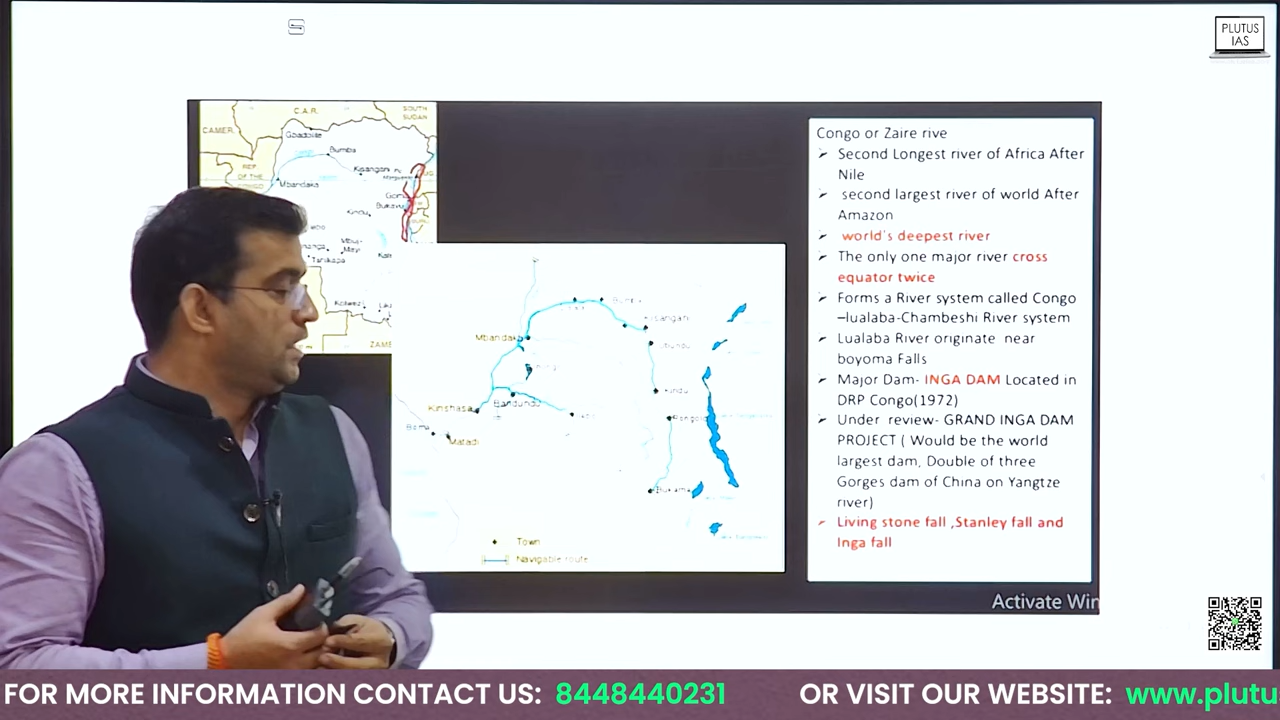 PLUTUS
IAS
C.A.R.
SOUTH
SUDAN
CAMER.
Gbadolite
Bumba
REP.
OF THE
Kisangani
Mbandaka
Goma
Bukavu
Kindu
Mbuji-
Mayi
Kolwezi
ZAME
Kisangani
Mbandaka
Ubundu
Kindu
Bandundu
Kinshasa
Kongolo
Boma
Matadi
Bukama
Town
Navigable route
Congo or Zaire rive
➢ Second Longest river of Africa After
Nile
➢ second largest river of world After
Amazon
➢ world's deepest river
➢ The only one major river cross
equator twice
➢ Forms a River system called Congo
–lualaba-Chambeshi River system
➢ Lualaba River originate near
boyoma Falls
➢ Major Dam- INGA DAM Located in
DRP Congo(1972)
➢ Under review- GRAND INGA DAM
PROJECT ( Would be the world
largest dam, Double of three
Gorges dam of China on Yangtze
river)
➢ Living stone fall ,Stanley fall and
Inga fall
Activate Win
FOR MORE INFORMATION CONTACT US: 8448440231 OR VISIT OUR WEBSITE: www.plutu